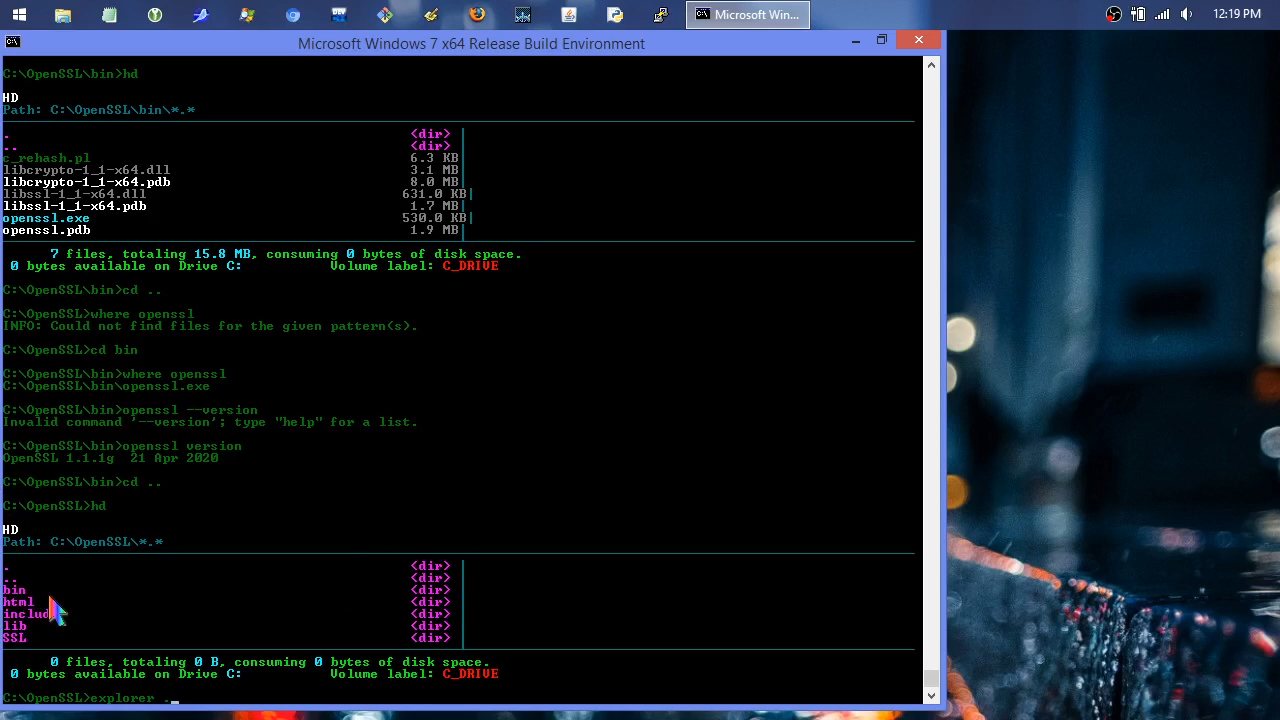 Microsoft Win...
12:19 PM
Microsoft Windows 7 x64 Release Build Environment
C:\OpenSSL\bin>hd
HD
Path: C:\OpenSSL\bin\*.*
. <dir>
.. <dir>
c_rehash.pl 6.3 KB
libcrypto-1_1-x64.dll 3.1 MB
libcrypto-1_1-x64.pdb 8.0 MB
libssl-1_1-x64.dll 631.0 KB
libssl-1_1-x64.pdb 1.7 MB
openssl.exe 530.0 KB
openssl.pdb 1.9 MB
7 files, totaling 15.8 MB, consuming 0 bytes of disk space.
0 bytes available on Drive C: Volume label: C_DRIVE
C:\OpenSSL\bin>cd ..
C:\OpenSSL>where openssl
INFO: Could not find files for the given pattern(s).
C:\OpenSSL>cd bin
C:\OpenSSL\bin>where openssl
C:\OpenSSL\bin\openssl.exe
C:\OpenSSL\bin>openssl --version
Invalid command '--version'; type "help" for a list.
C:\OpenSSL\bin>openssl version
OpenSSL 1.1.1g  21 Apr 2020
C:\OpenSSL\bin>cd ..
C:\OpenSSL>hd
HD
Path: C:\OpenSSL\*.*
. <dir>
.. <dir>
bin <dir>
html <dir>
includ <dir>
lib <dir>
SSL <dir>
0 files, totaling 0 B, consuming 0 bytes of disk space.
0 bytes available on Drive C: Volume label: C_DRIVE
C:\OpenSSL>explorer .